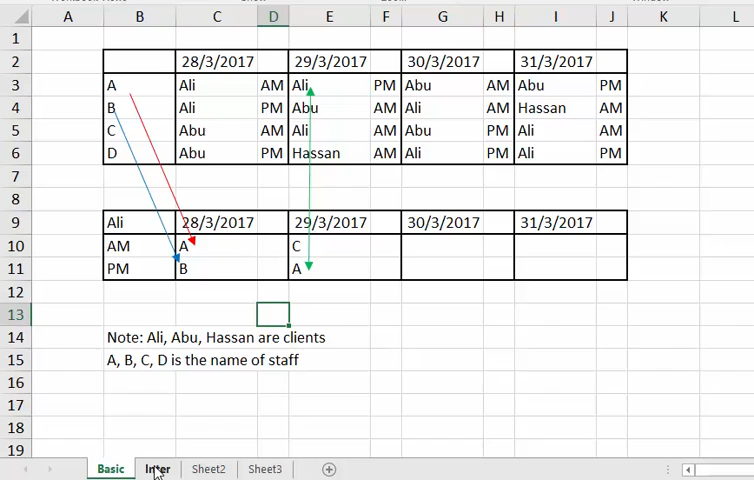 A B C D E F G H I J K L
1
2 28/3/2017 29/3/2017 30/3/2017 31/3/2017
3 A Ali AM Ali PM Abu AM Abu PM
4 B Ali PM Abu AM Ali AM Hassan AM
5 C Abu AM Ali AM Abu PM Ali AM
6 D Abu PM Hassan AM Ali PM Ali PM
7
8
9 Ali 28/3/2017 29/3/2017 30/3/2017 31/3/2017
10 AM A C
11 PM B A
12
13
14 Note: Ali, Abu, Hassan are clients
15 A, B, C, D is the name of staff
16
17
18
19
Basic Inter Sheet2 Sheet3